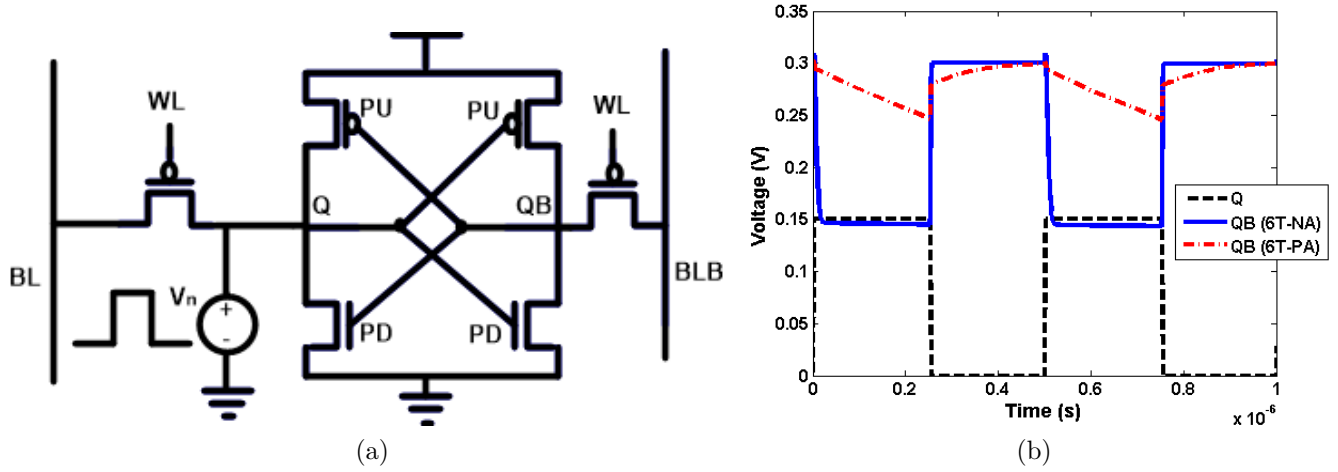 WL
BL
Vn
+
-
PU
PU
Q
QB
PD
PD
WL
BLB
(a)
Voltage (V)
0.35
0.3
0.25
0.2
0.15
0.1
0.05
0
0
0.2
0.4
0.6
0.8
1
Time (s)
x 10-6
Q
QB (6T-NA)
QB (6T-PA)
(b)